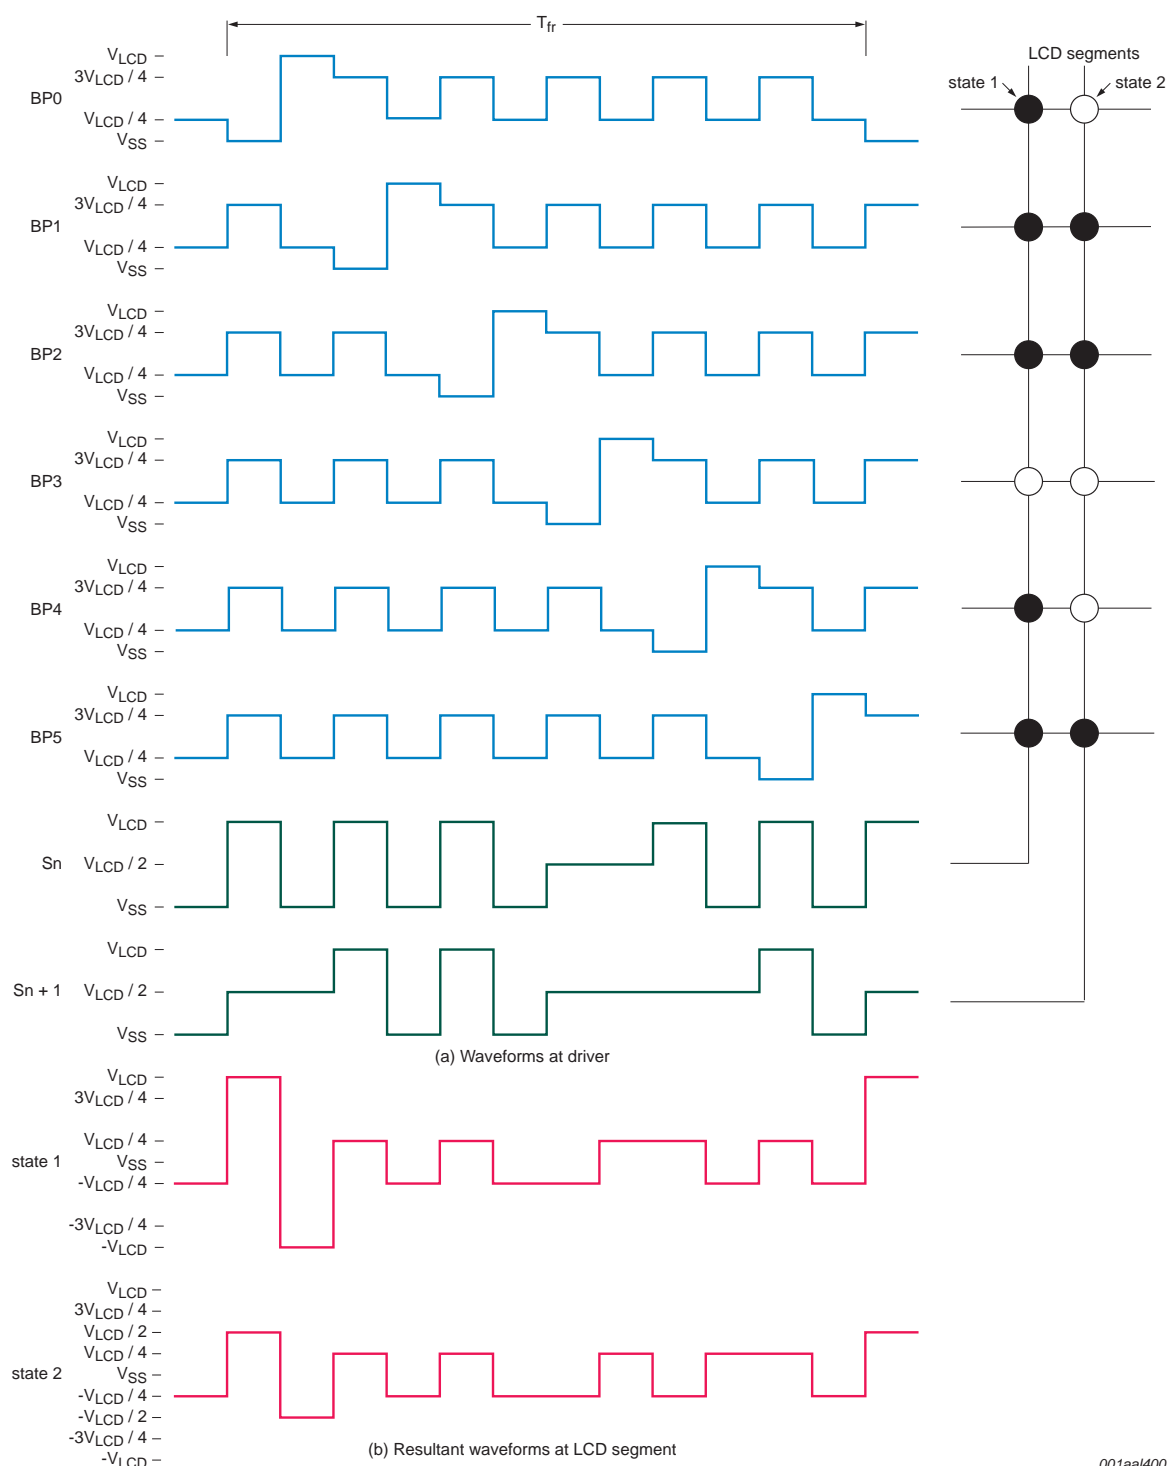 Tfr
LCD segments
state 1
state 2
BP0
VLCD
3VLCD / 4
VLCD / 4
VSS
BP1
VLCD
3VLCD / 4
VLCD / 4
VSS
BP2
VLCD
3VLCD / 4
VLCD / 4
VSS
BP3
VLCD
3VLCD / 4
VLCD / 4
VSS
BP4
VLCD
3VLCD / 4
VLCD / 4
VSS
BP5
VLCD
3VLCD / 4
VLCD / 4
VSS
Sn
VLCD
VLCD / 2
VSS
Sn + 1
VLCD
VLCD / 2
VSS
(a) Waveforms at driver
state 1
VLCD
3VLCD / 4
VLCD / 4
VSS
-VLCD / 4
-3VLCD / 4
-VLCD
state 2
VLCD
3VLCD / 4
VLCD / 2
VLCD / 4
VSS
-VLCD / 4
-VLCD / 2
-3VLCD / 4
-VLCD
(b) Resultant waveforms at LCD segment
001aal400